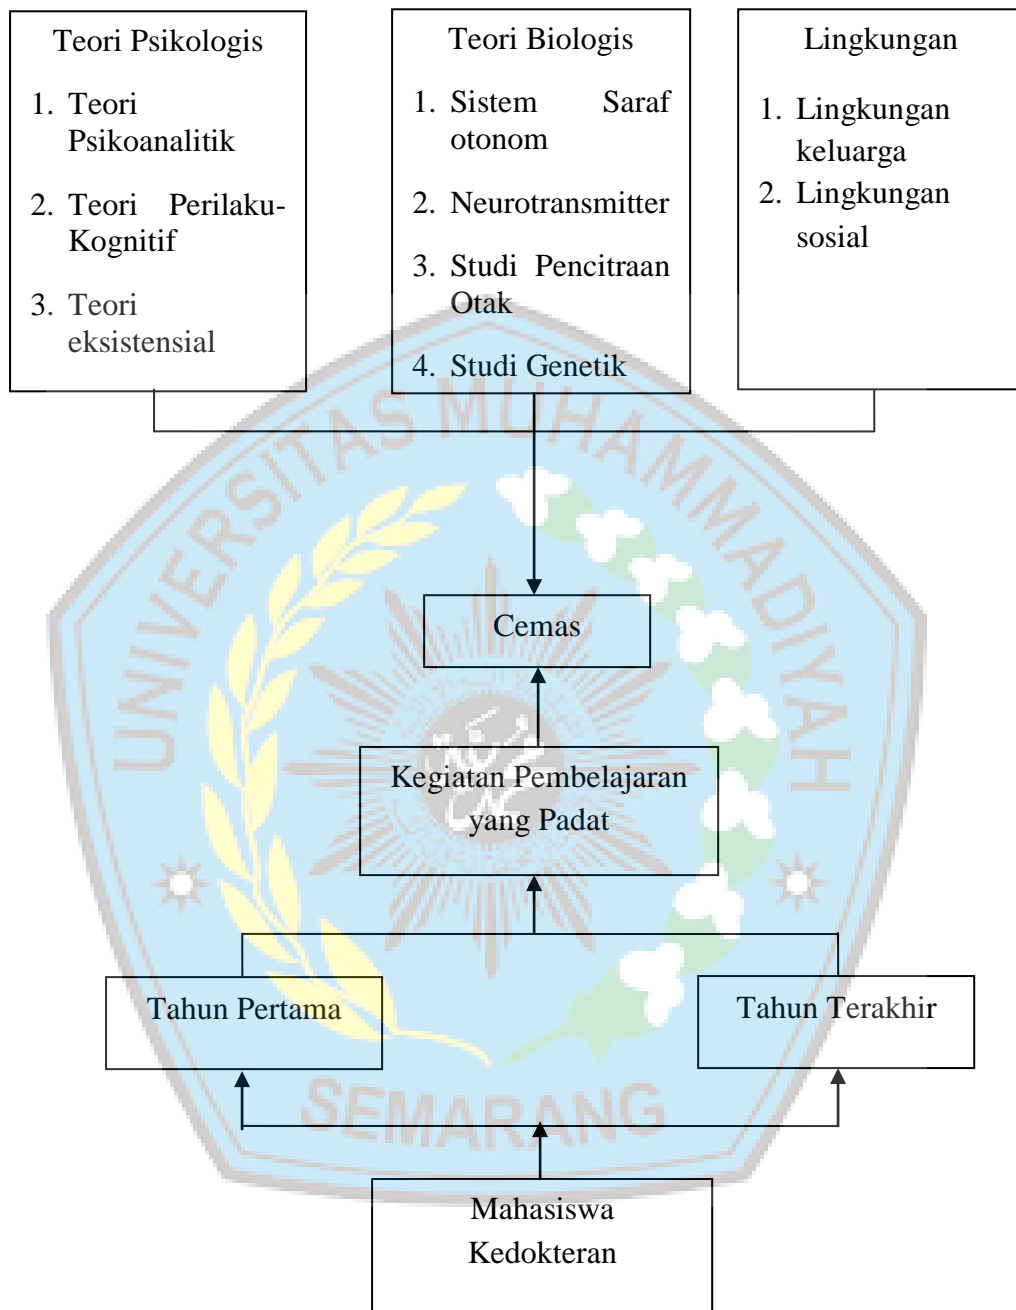 Teori Psikologis
1. Teori
Psikoanalitik
2. Teori Perilaku-
Kognitif
3. Teori
eksistensial
Teori Biologis
1. Sistem Saraf
otonom
2. Neurotransmitter
3. Studi Pencitraan
Otak
4. Studi Genetik
Lingkungan
1. Lingkungan
keluarga
2. Lingkungan
sosial
UNIVERSITAS MUHAMMADIYAH
Cemas
Kegiatan Pembelajaran
yang Padat
Tahun Pertama
Tahun Terakhir
SEMARANG
Mahasiswa
Kedokteran